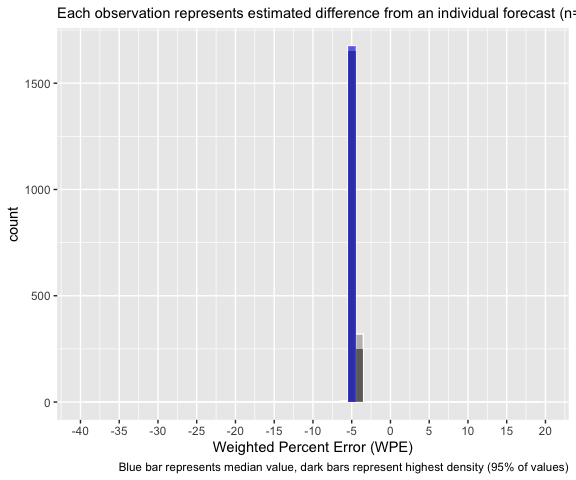 Each observation represents estimated difference from an individual forecast (n=
1500
1000
500
0
count
-40 -35 -30 -25 -20 -15 -10 -5 0 5 10 15 20
Weighted Percent Error (WPE)
Blue bar represents median value, dark bars represent highest density (95% of values)